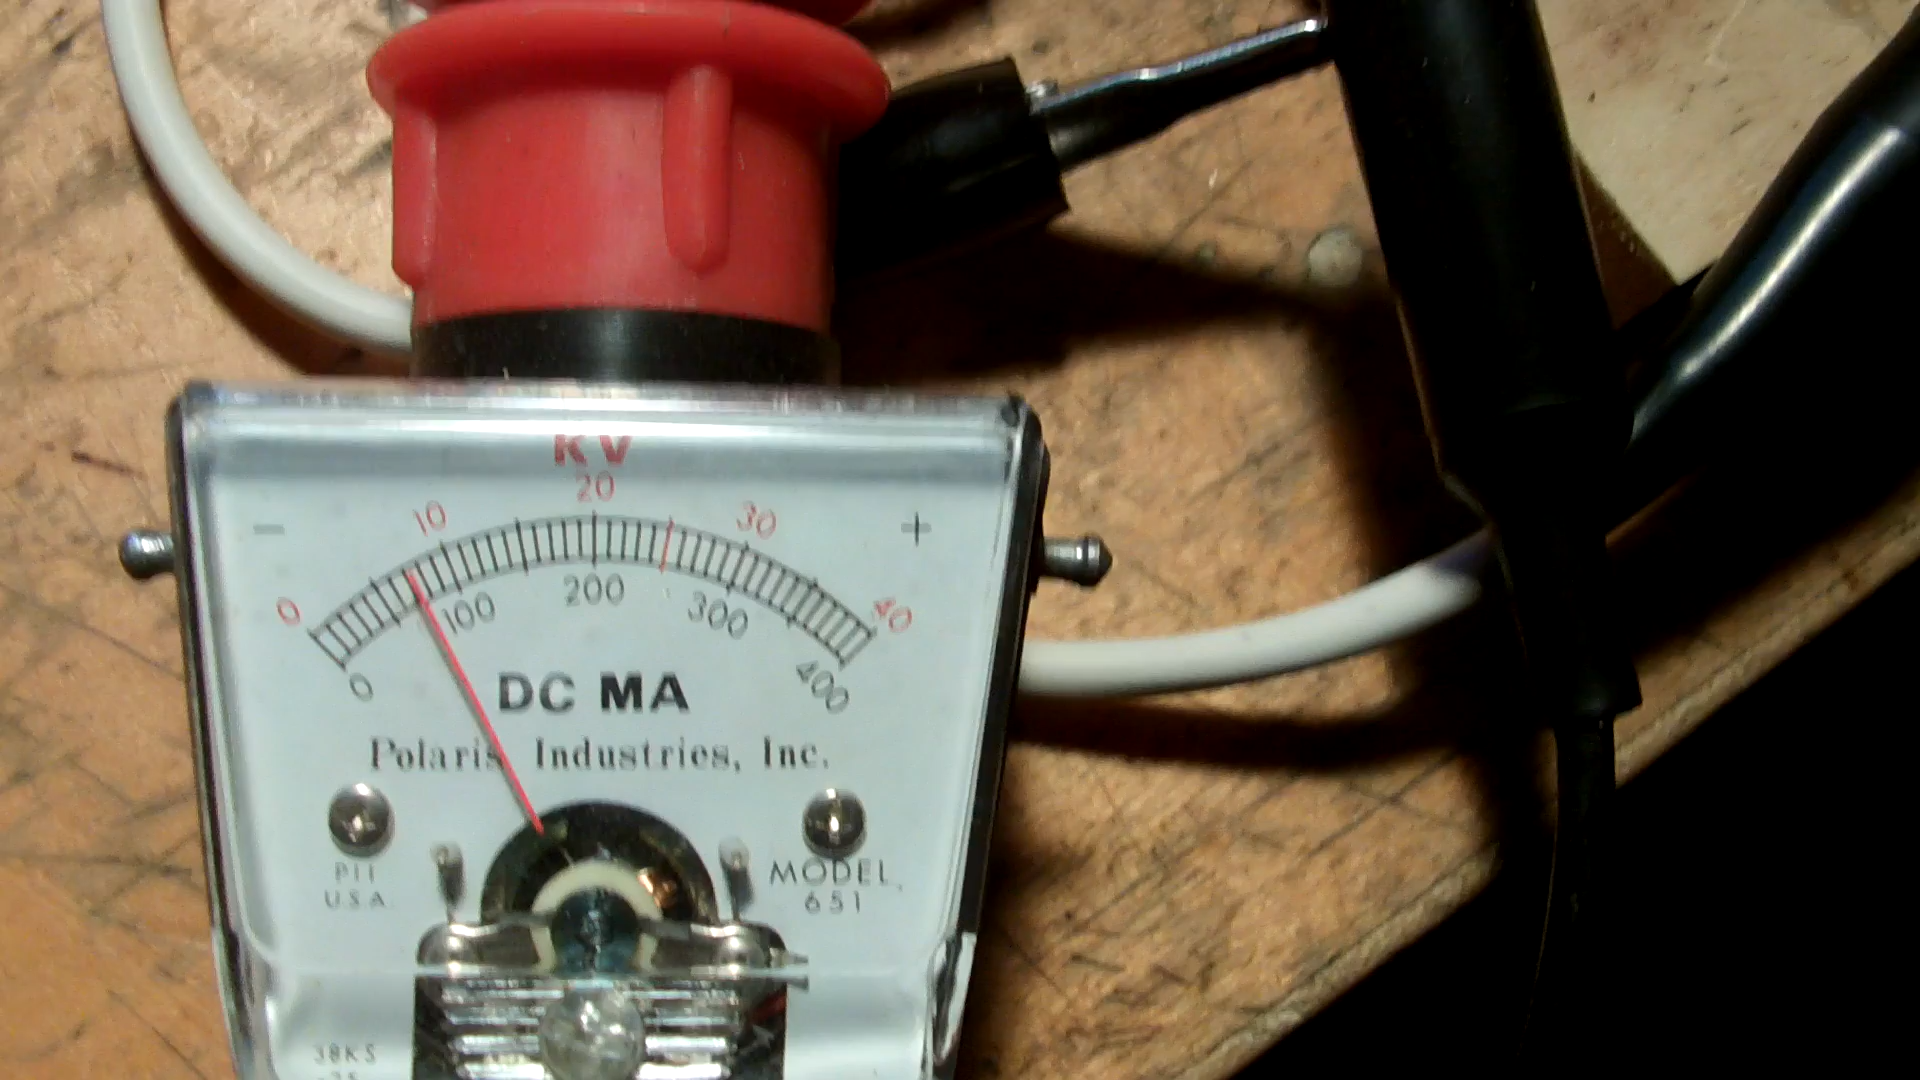 KV
20
10 30
− +
0 40
100 200 300
0 400
DC MA
Polaris Industries, Inc.
PII
USA
MODEL
651
38KS